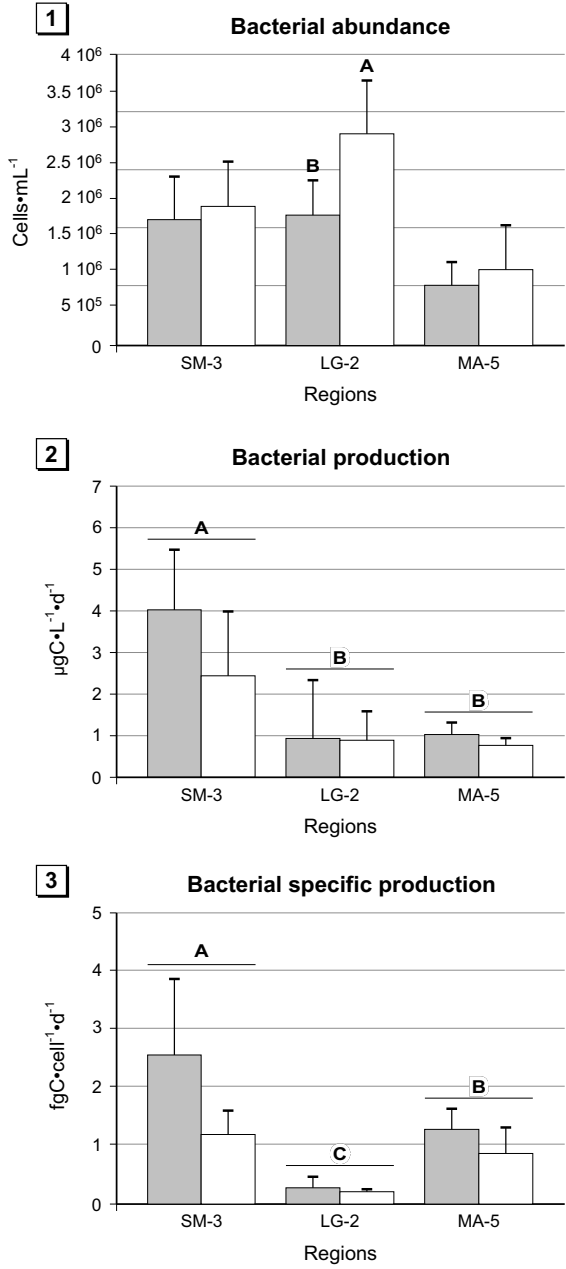 1
Bacterial abundance
4 10⁶
3.5 10⁶
3 10⁶
2.5 10⁶
2 10⁶
1.5 10⁶
1 10⁶
5 10⁵
0
Cells•mL⁻¹
B
A
SM-3 LG-2 MA-5
Regions
2
Bacterial production
7
6
5
4
3
2
1
0
µgC•L⁻¹•d⁻¹
A
B
B
SM-3 LG-2 MA-5
Regions
3
Bacterial specific production
5
4
3
2
1
0
fgC•cell⁻¹•d⁻¹
A
C
B
SM-3 LG-2 MA-5
Regions